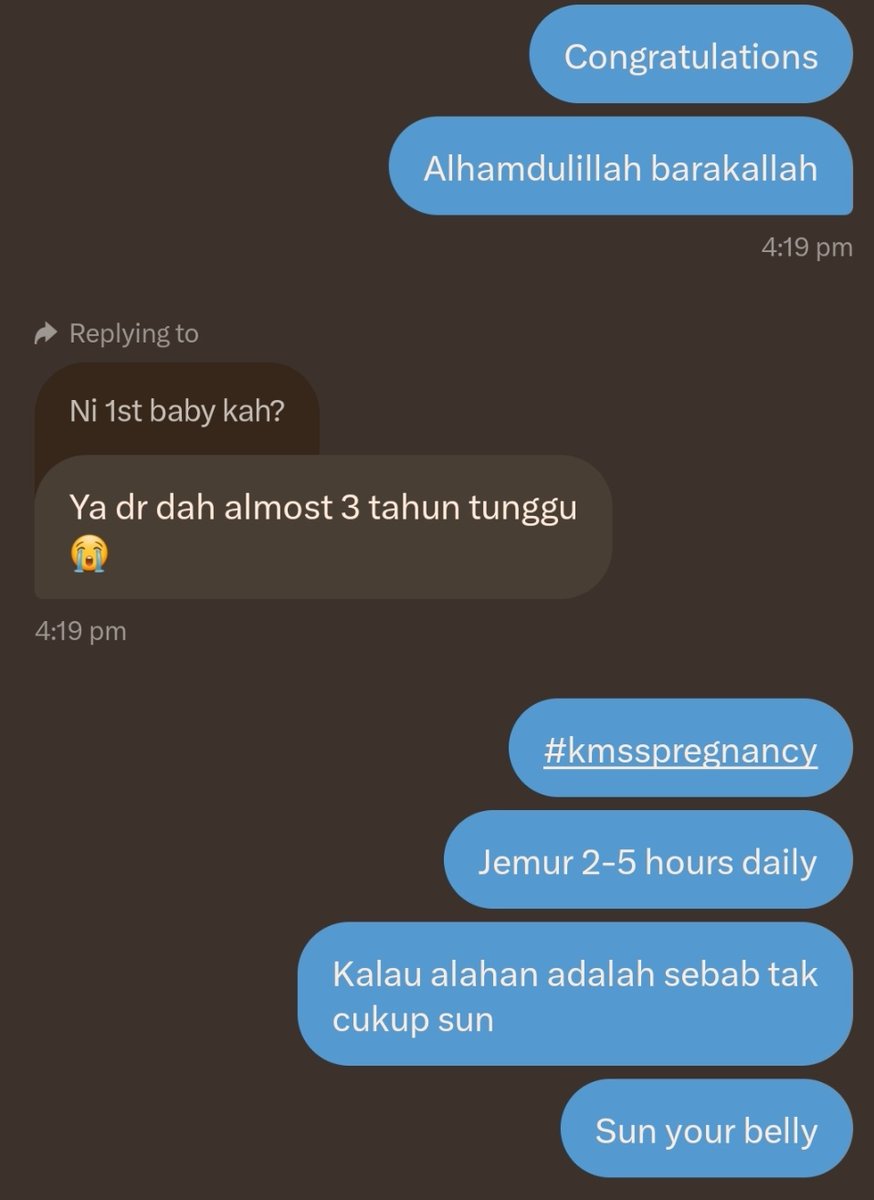 Congratulations
Alhamdulillah barakallah
4:19 pm
Replying to
Ni 1st baby kah?
Ya dr dah almost 3 tahun tunggu
😭
4:19 pm
#kmsspregnancy
Jemur 2-5 hours daily
Kalau alahan adalah sebab tak
cukup sun
Sun your belly